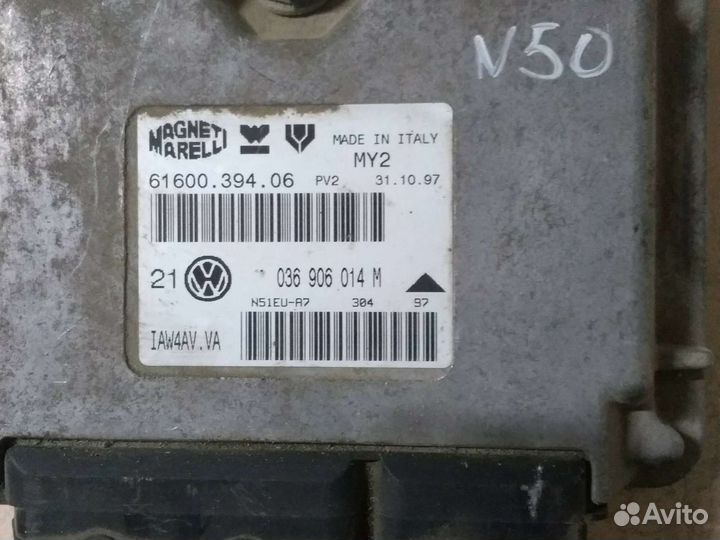 N50
MAGNETI MARELLI
MADE IN ITALY
MY2
61600.394.06 PV2 31.10.97
21 VW 036 906 014 M
N51EU-A7 304 97
IAW4AV.VA
Avito